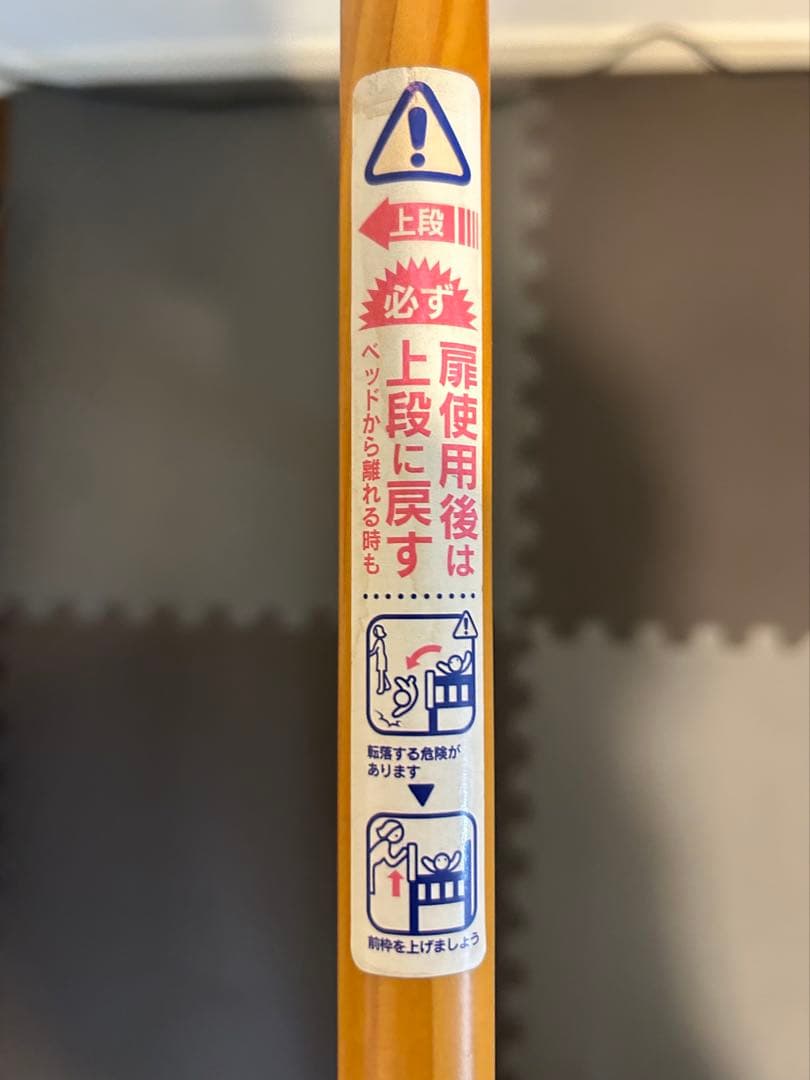 上段
必ず
扉使用後は
上段に戻す
ベッドから離れる時も
転落する危険が
あります
前枠を上げましょう